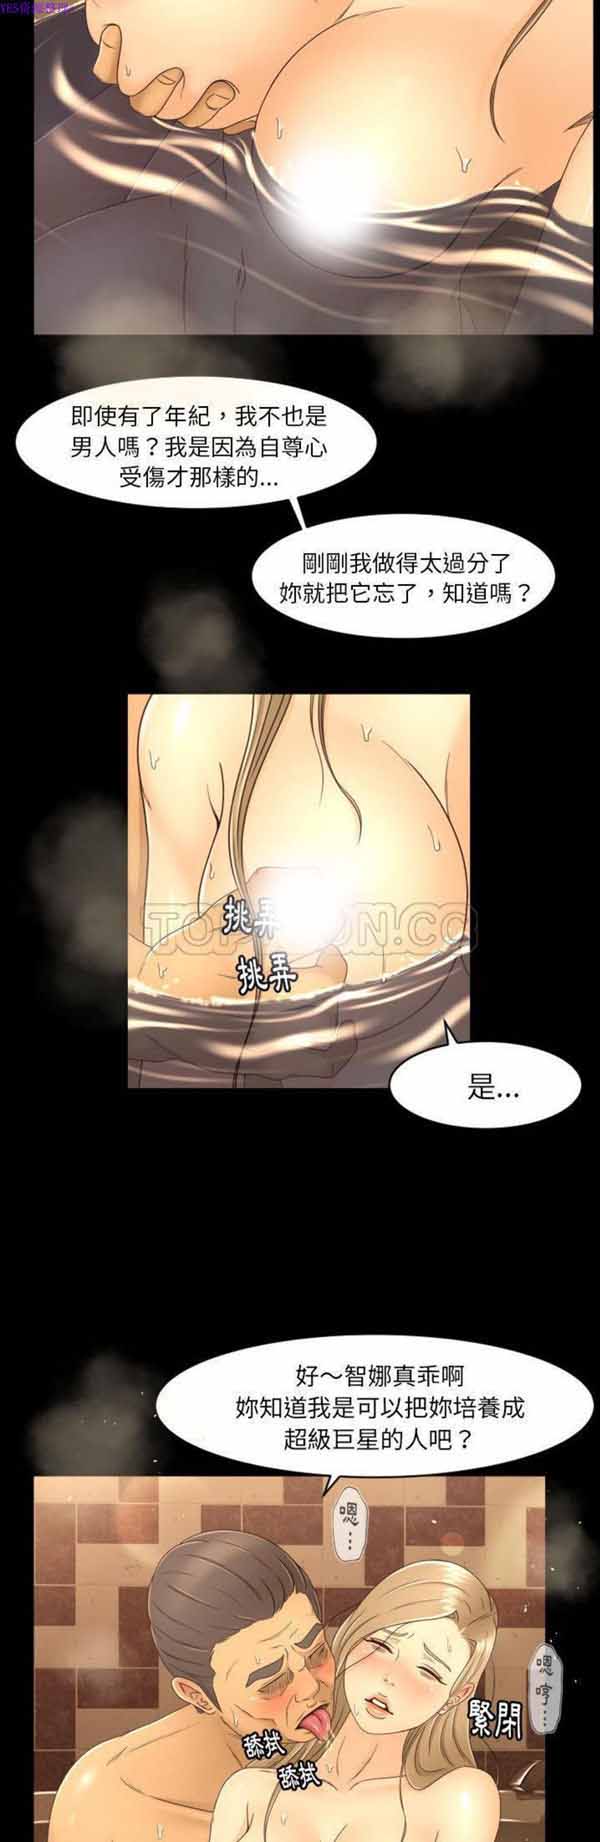 即使有了年紀，我不也是
男人嗎？我是因為自尊心
受傷才那樣的...
剛剛我做得太過分了
妳就把它忘了，知道嗎？
挑弄
挑弄
是...
好～智娜真乖啊
妳知道我是可以把妳培養成
超級巨星的人吧？
嗯...
嗯
哼...
緊閉
舔拭
舔拭